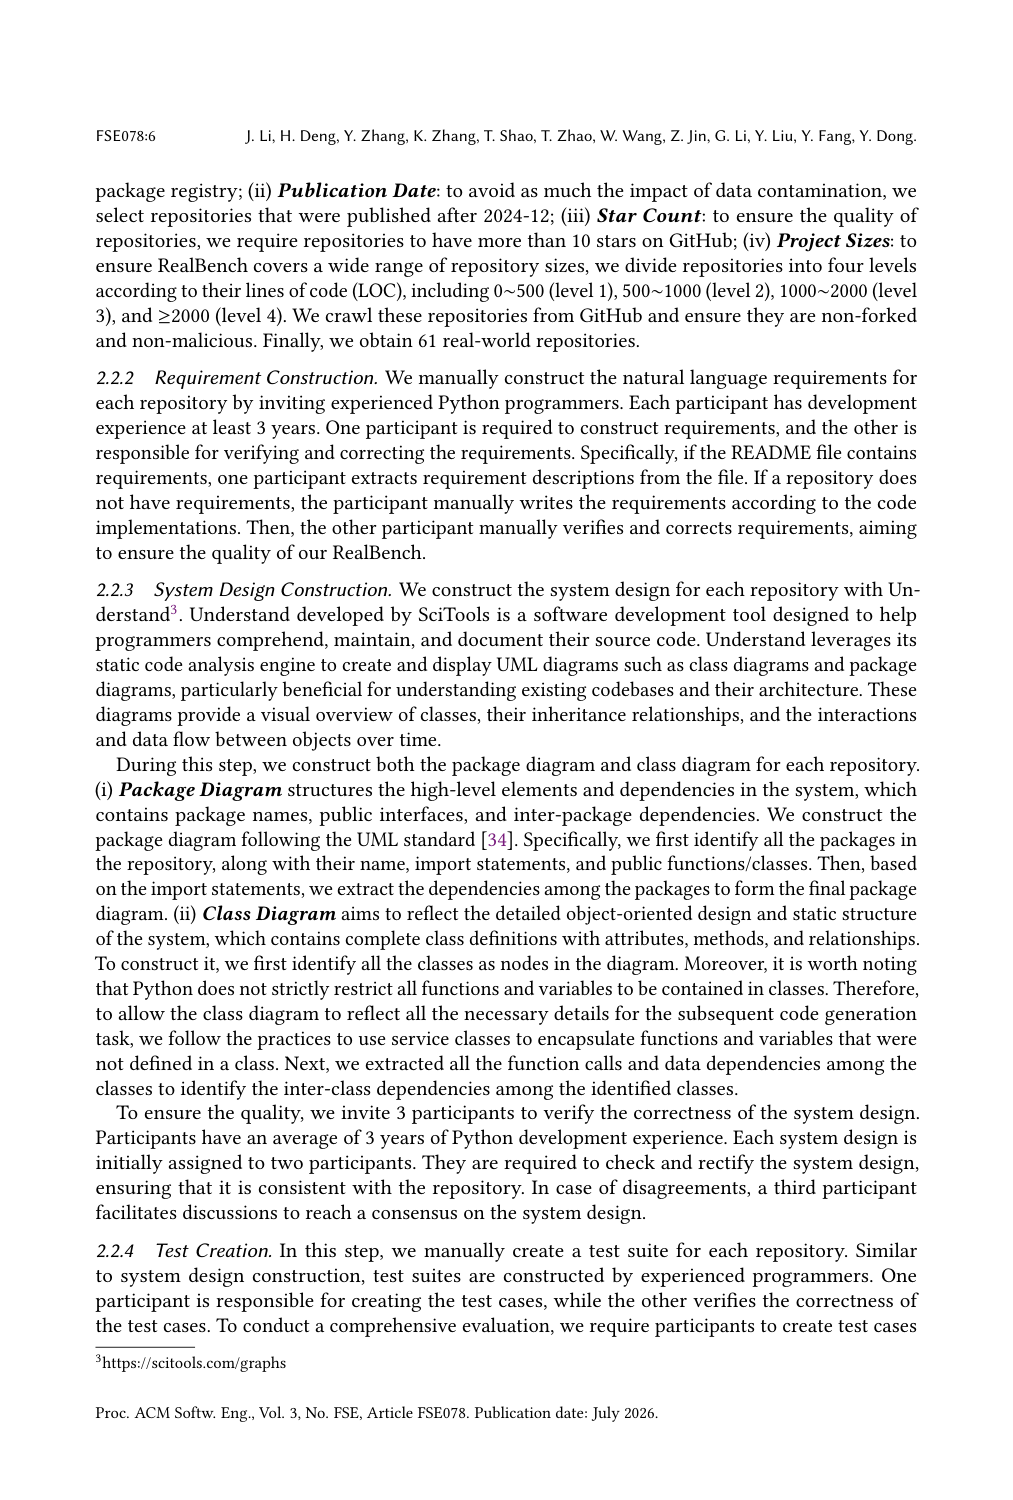 FSE078:6 J. Li, H. Deng, Y. Zhang, K. Zhang, T. Shao, T. Zhao, W. Wang, Z. Jin, G. Li, Y. Liu, Y. Fang, Y. Dong.
package registry; (ii) Publication Date: to avoid as much the impact of data contamination, we
select repositories that were published after 2024-12; (iii) Star Count: to ensure the quality of
repositories, we require repositories to have more than 10 stars on GitHub; (iv) Project Sizes: to
ensure RealBench covers a wide range of repository sizes, we divide repositories into four levels
according to their lines of code (LOC), including 0~500 (level 1), 500~1000 (level 2), 1000~2000 (level
3), and ≥2000 (level 4). We crawl these repositories from GitHub and ensure they are non-forked
and non-malicious. Finally, we obtain 61 real-world repositories.
2.2.2 Requirement Construction. We manually construct the natural language requirements for
each repository by inviting experienced Python programmers. Each participant has development
experience at least 3 years. One participant is required to construct requirements, and the other is
responsible for verifying and correcting the requirements. Specifically, if the README file contains
requirements, one participant extracts requirement descriptions from the file. If a repository does
not have requirements, the participant manually writes the requirements according to the code
implementations. Then, the other participant manually verifies and corrects requirements, aiming
to ensure the quality of our RealBench.
2.2.3 System Design Construction. We construct the system design for each repository with Un-
derstand3. Understand developed by SciTools is a software development tool designed to help
programmers comprehend, maintain, and document their source code. Understand leverages its
static code analysis engine to create and display UML diagrams such as class diagrams and package
diagrams, particularly beneficial for understanding existing codebases and their architecture. These
diagrams provide a visual overview of classes, their inheritance relationships, and the interactions
and data flow between objects over time.
During this step, we construct both the package diagram and class diagram for each repository.
(i) Package Diagram structures the high-level elements and dependencies in the system, which
contains package names, public interfaces, and inter-package dependencies. We construct the
package diagram following the UML standard [34]. Specifically, we first identify all the packages in
the repository, along with their name, import statements, and public functions/classes. Then, based
on the import statements, we extract the dependencies among the packages to form the final package
diagram. (ii) Class Diagram aims to reflect the detailed object-oriented design and static structure
of the system, which contains complete class definitions with attributes, methods, and relationships.
To construct it, we first identify all the classes as nodes in the diagram. Moreover, it is worth noting
that Python does not strictly restrict all functions and variables to be contained in classes. Therefore,
to allow the class diagram to reflect all the necessary details for the subsequent code generation
task, we follow the practices to use service classes to encapsulate functions and variables that were
not defined in a class. Next, we extracted all the function calls and data dependencies among the
classes to identify the inter-class dependencies among the identified classes.
To ensure the quality, we invite 3 participants to verify the correctness of the system design.
Participants have an average of 3 years of Python development experience. Each system design is
initially assigned to two participants. They are required to check and rectify the system design,
ensuring that it is consistent with the repository. In case of disagreements, a third participant
facilitates discussions to reach a consensus on the system design.
2.2.4 Test Creation. In this step, we manually create a test suite for each repository. Similar
to system design construction, test suites are constructed by experienced programmers. One
participant is responsible for creating the test cases, while the other verifies the correctness of
the test cases. To conduct a comprehensive evaluation, we require participants to create test cases
3https://scitools.com/graphs
Proc. ACM Softw. Eng., Vol. 3, No. FSE, Article FSE078. Publication date: July 2026.